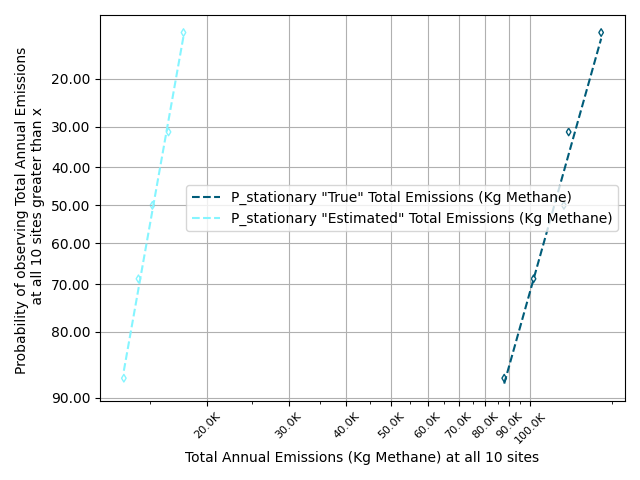 Probability of observing Total Annual Emissions
at all 10 sites greater than x
20.00
30.00
40.00
50.00
60.00
70.00
80.00
90.00
P_stationary "True" Total Emissions (Kg Methane)
P_stationary "Estimated" Total Emissions (Kg Methane)
20.0K
30.0K
40.0K
50.0K
60.0K
70.0K
80.0K
90.0K
100.0K
Total Annual Emissions (Kg Methane) at all 10 sites